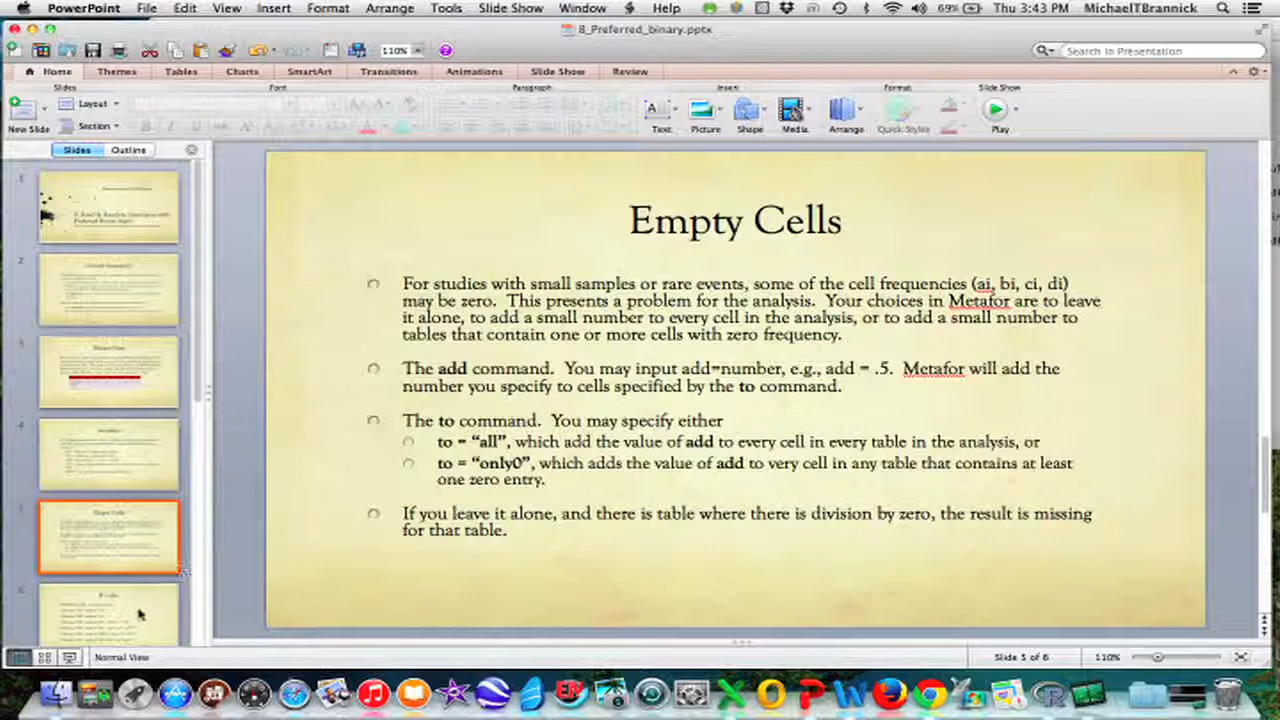 PowerPoint File Edit View Insert Format Arrange Tools Slide Show Window Help 69% Thu 3:43 PM MichaelTBrannick
8_Preferred_binary.pptx
110% Search in Presentation
Home Themes Tables Charts SmartArt Transitions Animations Slide Show Review
Slides Font Paragraph Insert Format Slide Show
New Slide Layout Section Text Picture Shape Media Arrange Quick Styles Play
Slides Outline
Empty Cells
For studies with small samples or rare events, some of the cell frequencies (ai, bi, ci, di)
may be zero. This presents a problem for the analysis. Your choices in Metafor are to leave
it alone, to add a small number to every cell in the analysis, or to add a small number to
tables that contain one or more cells with zero frequency.
The add command. You may input add=number, e.g., add = .5. Metafor will add the
number you specify to cells specified by the to command.
The to command. You may specify either
to = “all”, which add the value of add to every cell in every table in the analysis, or
to = “only0”, which adds the value of add to very cell in any table that contains at least
one zero entry.
If you leave it alone, and there is table where there is division by zero, the result is missing
for that table.
Normal View Slide 5 of 6 110%